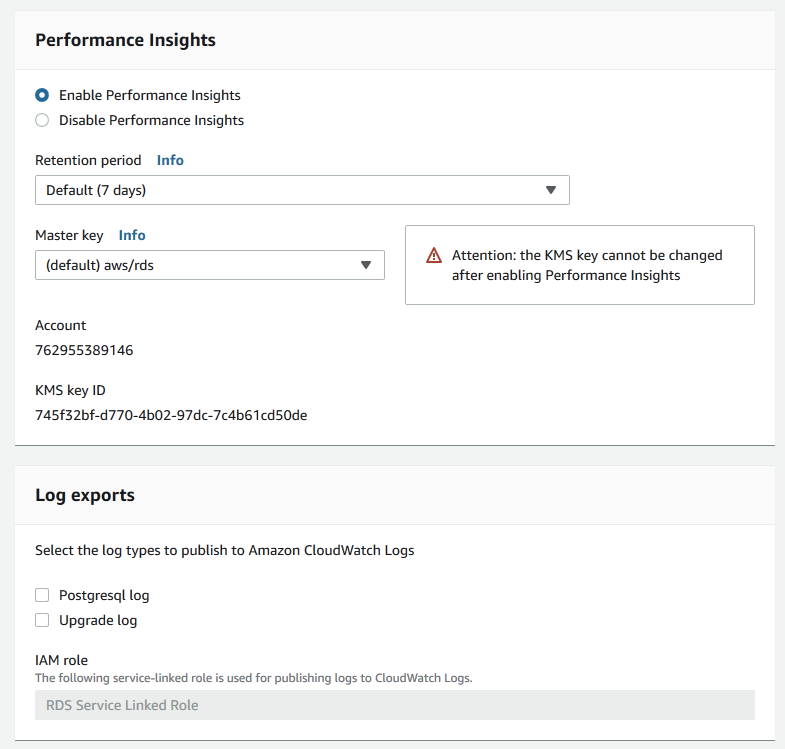 Performance Insights
Enable Performance Insights
Disable Performance Insights
Retention period Info
Default (7 days)
Master key Info
(default) aws/rds
Attention: the KMS key cannot be changed
after enabling Performance Insights
Account
762955389146
KMS key ID
745f32bf-d770-4b02-97dc-7c4b61cd50de
Log exports
Select the log types to publish to Amazon CloudWatch Logs
Postgresql log
Upgrade log
IAM role
The following service-linked role is used for publishing logs to CloudWatch Logs.
RDS Service Linked Role